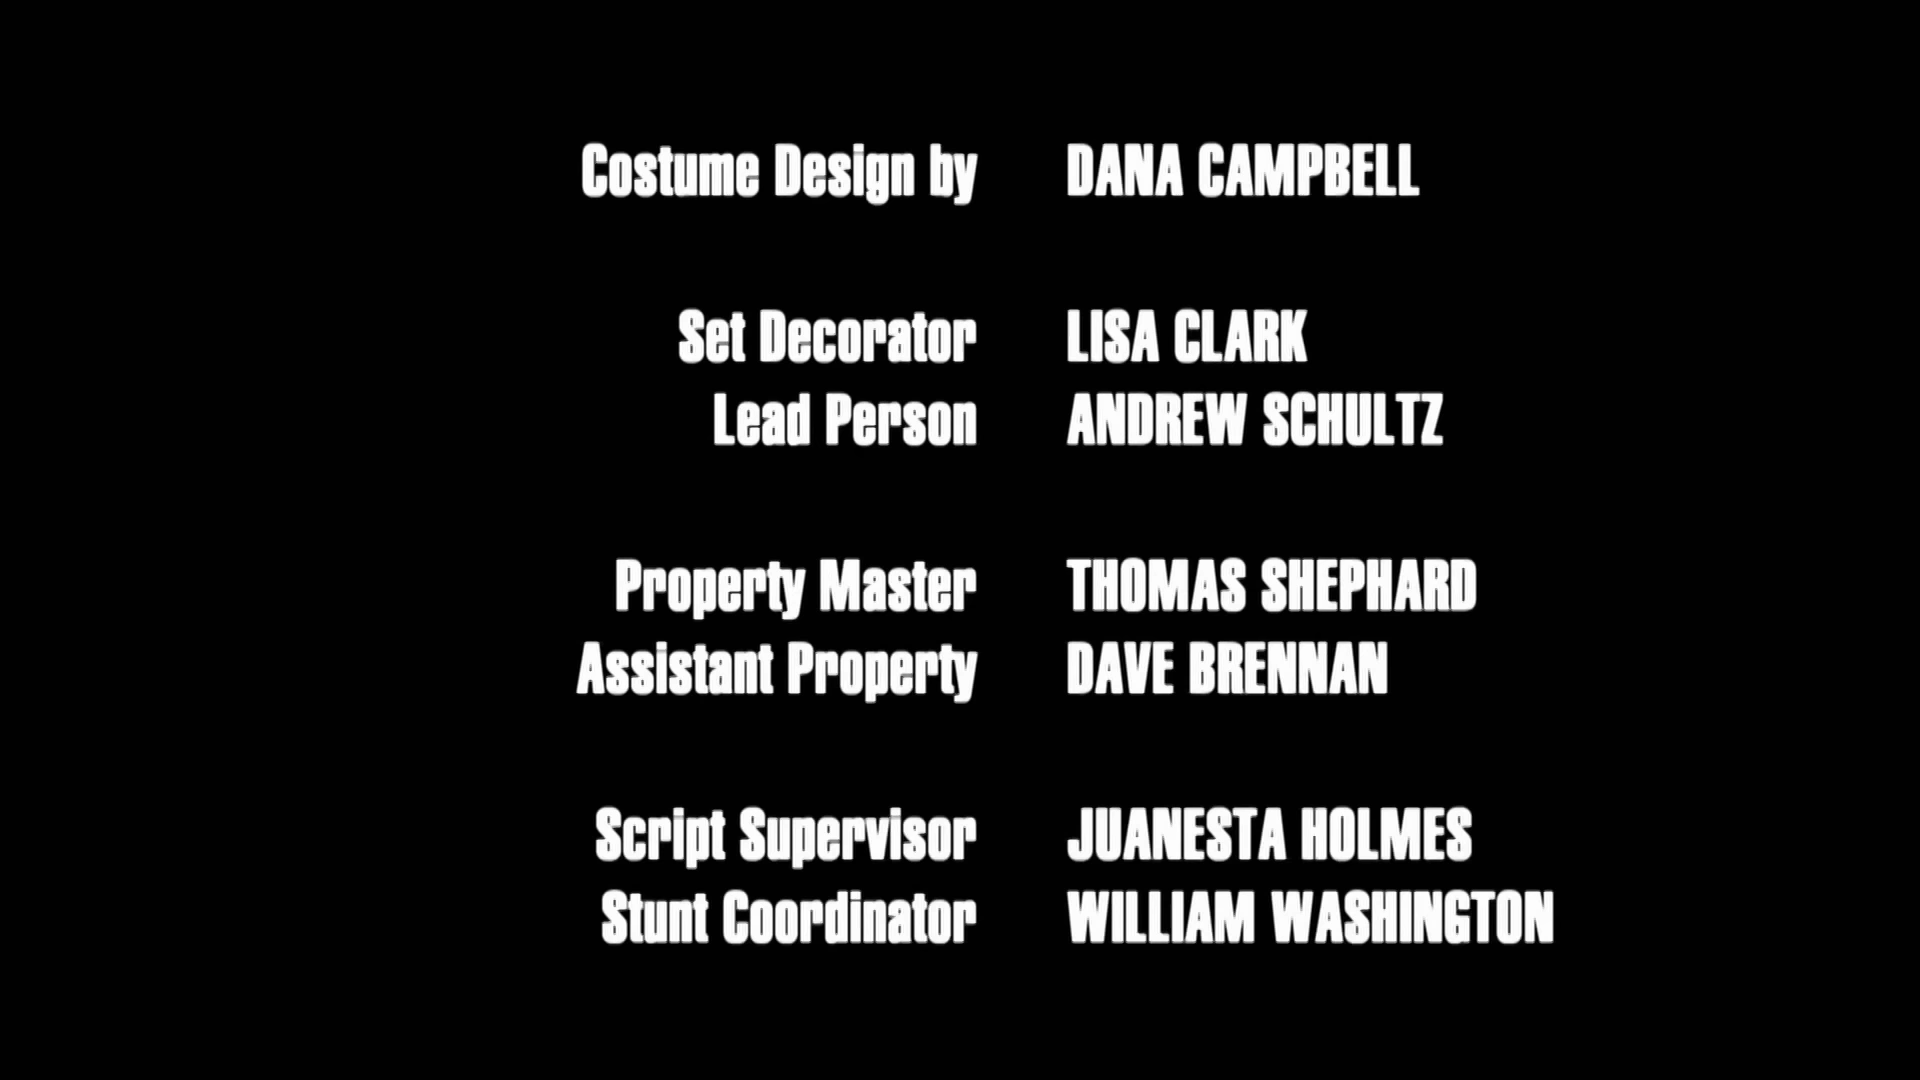 Costume Design by DANA CAMPBELL
Set Decorator LISA CLARK
Lead Person ANDREW SCHULTZ
Property Master THOMAS SHEPHARD
Assistant Property DAVE BRENNAN
Script Supervisor JUANESTA HOLMES
Stunt Coordinator WILLIAM WASHINGTON